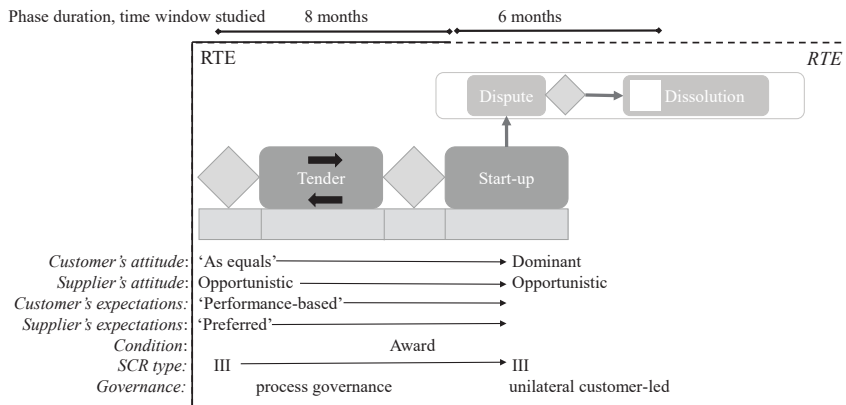 Phase duration, time window studied 8 months 6 months
RTE RTE
Dispute Dissolution
Tender Start-up
Customer’s attitude: ‘As equals’ Dominant
Supplier’s attitude: Opportunistic Opportunistic
Customer’s expectations: ‘Performance-based’
Supplier’s expectations: ‘Preferred’
Condition: Award
SCR type: III III
Governance: process governance unilateral customer-led